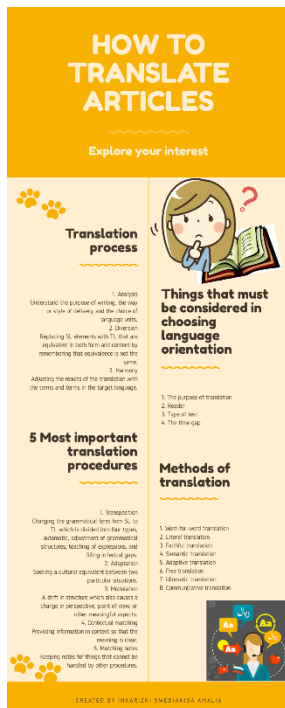 HOW TO
TRANSLATE
ARTICLES
Explore your interest
Translation
process
1. Analysis
Understand the purpose of writing, the way
or style of delivery, and the choice of
language units.
2. Diversion
Replacing SL elements with TL that are
equivalent in both form and content by
remembering that equivalence is not the
same.
3. Harmony
Adjusting the results of the translation with
the terms and terms in the target language.
5 Most important
translation
procedures
1. Transposition
Changing the grammatical form from SL to
TL which is divided into four types,
automatic, adjustment of grammatical
structures, teaching of expressions, and
filling in lexical gaps.
2. Adaptation
Seeking a cultural equivalent between two
particular situations.
3. Modulation
A shift in structure which also causes a
change in perspective, point of view, or
other meaningful aspects.
4. Contextual matching
Providing information in context so that the
meaning is clear.
5. Matching notes
Keeping notes for things that cannot be
handled by other procedures.
?
Things that must
be considered in
choosing
language
orientation
1. The purpose of translation
2. Reader
3. Type of text
4. The time gap
Methods of
translation
1. Word-for-word translation
2. Literal translation
3. Faithful translation
4. Semantic translation
5. Adaptive translation
6. Free translation
7. Idiomatic translation
8. Communicative translation
Aa
Aa
CREATED BY INKARIZKI SWEDIANISA AMALIA